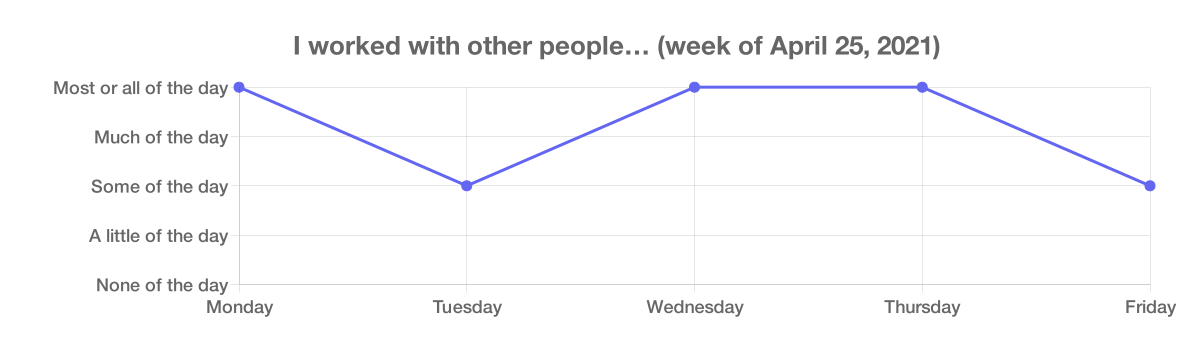 I worked with other people… (week of April 25, 2021)
Most or all of the day
Much of the day
Some of the day
A little of the day
None of the day
Monday Tuesday Wednesday Thursday Friday